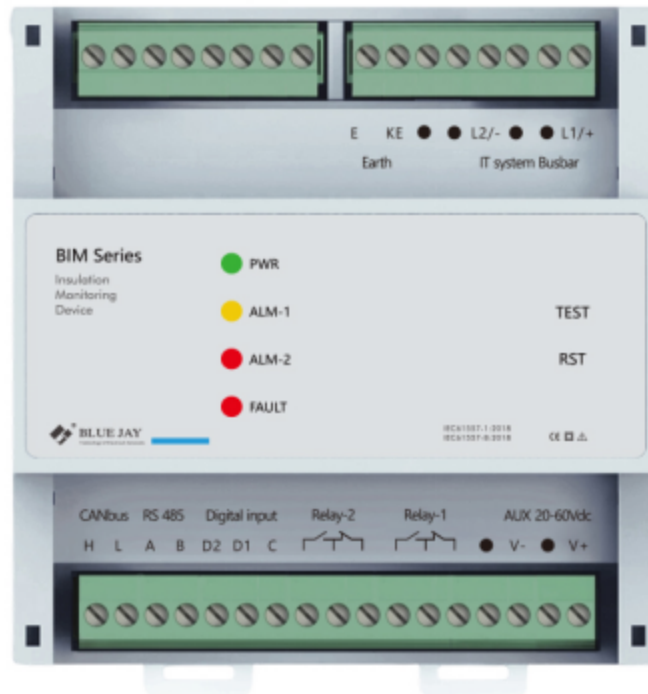 E KE ● ● L2/- ● ● L1/+
Earth IT system Busbar
BIM Series
Insulation
Monitoring
Device
PWR
ALM-1
ALM-2
FAULT
TEST
RST
BLUE JAY
IEC61557-1:2018
IEC61557-8:2018
CE
CANbus RS 485 Digital input Relay-2 Relay-1 AUX 20-60Vdc
H L A B D2 D1 C ● V- ● V+